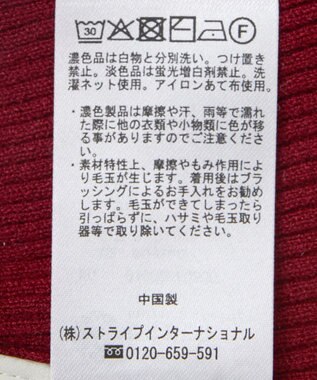 30 F
濃色品は白物と分別洗い。つけ置き
禁止。淡色品は蛍光増白剤禁止。洗
濯ネット使用。アイロンあて布使用。
・濃色製品は摩擦や汗、雨等で濡れ
た際に他の衣類や小物類に色が移
る事がありますのでご注意くださ
い。
・素材特性上、摩擦やもみ作用によ
り毛玉が生じます。着用後はブラ
ッシングによるお手入れをお勧め
します。毛玉ができてしまったら
引っぱらずに、ハサミや毛玉取り
器等で取り除いてください。
中国製
(株)ストライプインターナショナル
0120-659-591